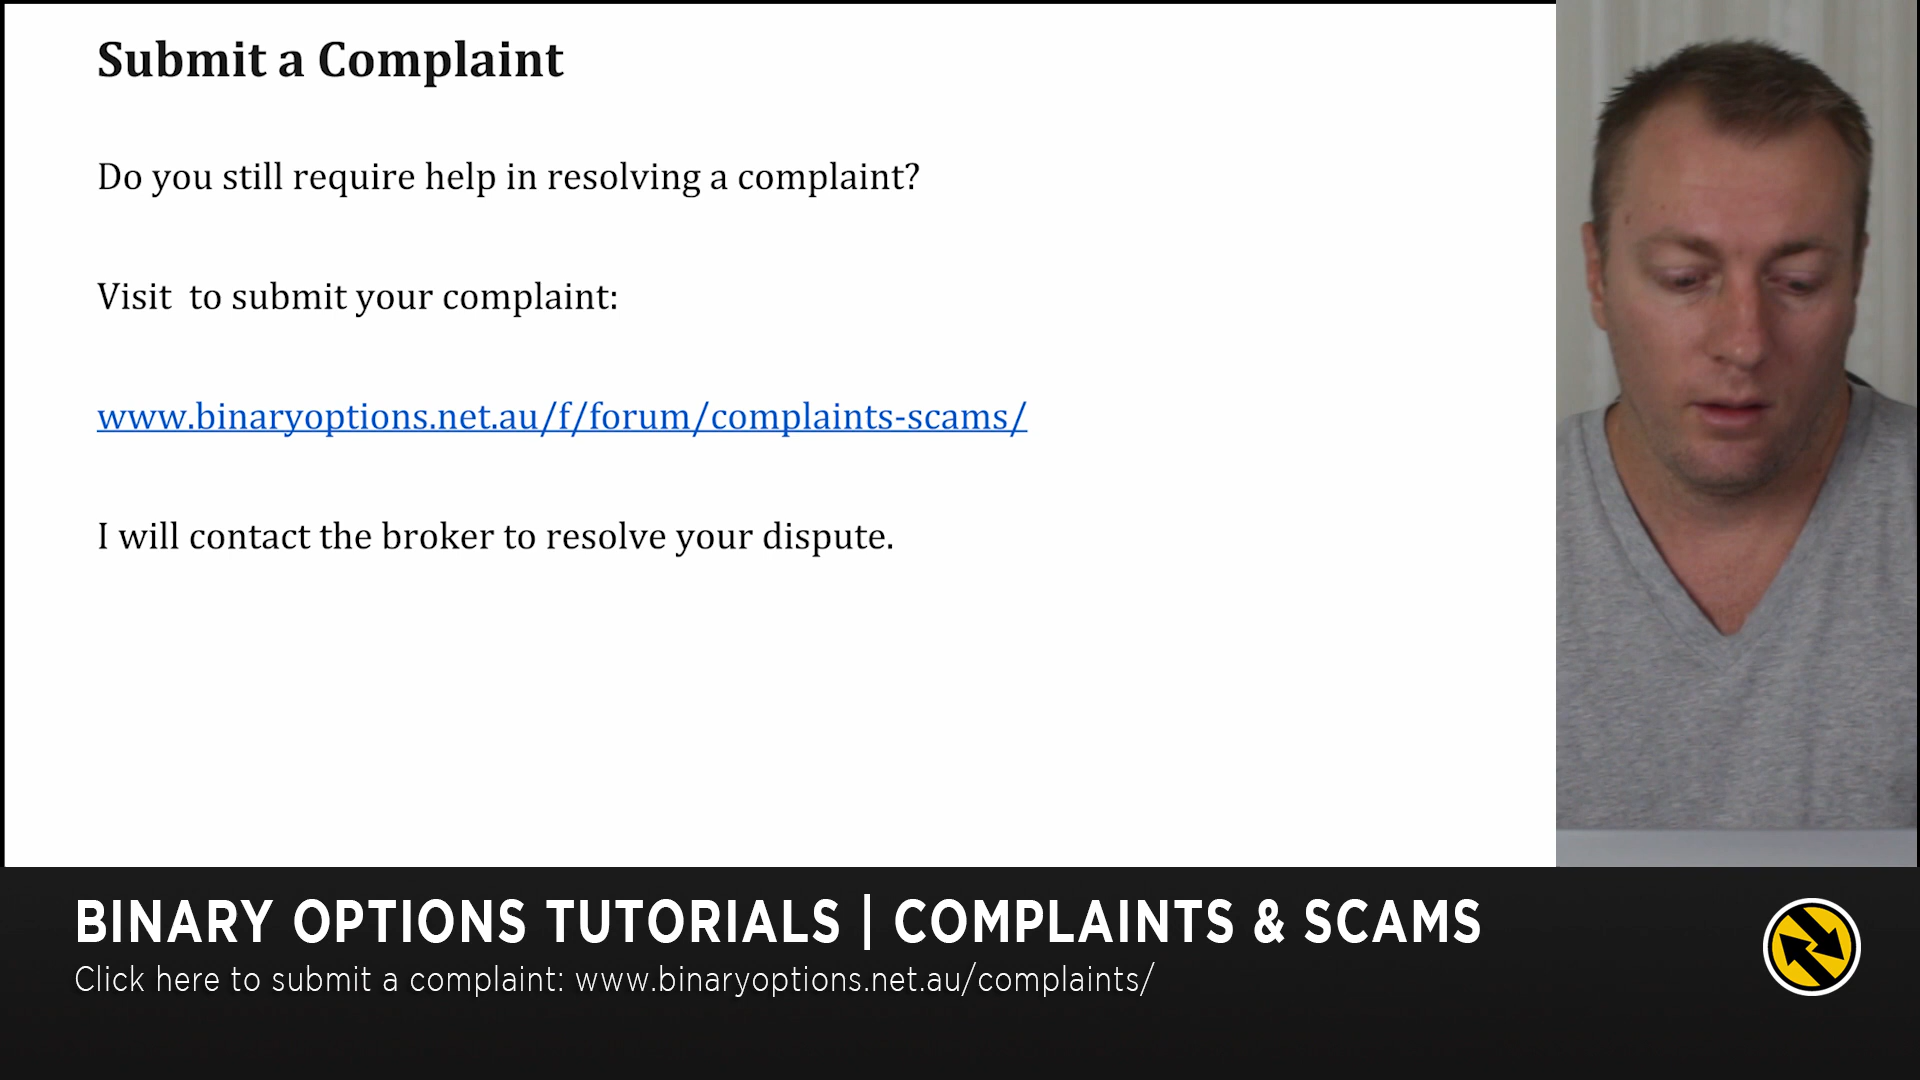 Submit a Complaint
Do you still require help in resolving a complaint?
Visit  to submit your complaint:
www.binaryoptions.net.au/f/forum/complaints-scams/
I will contact the broker to resolve your dispute.
BINARY OPTIONS TUTORIALS | COMPLAINTS & SCAMS
Click here to submit a complaint: www.binaryoptions.net.au/complaints/